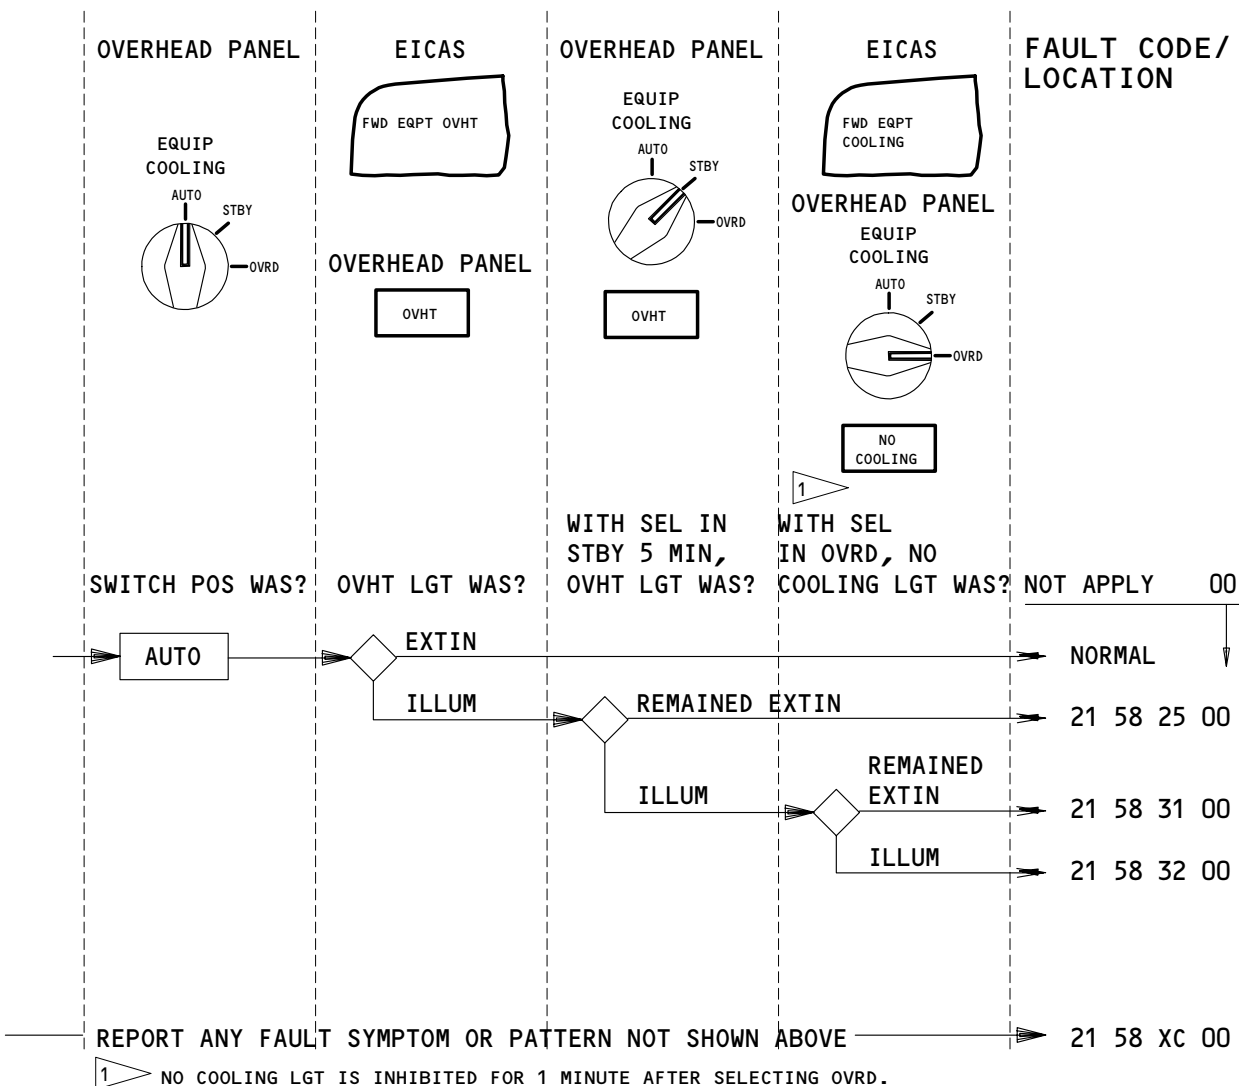 OVERHEAD PANEL
EQUIP
COOLING
AUTO
STBY
OVRD
EICAS
FWD EQPT OVHT
OVERHEAD PANEL
OVHT
OVERHEAD PANEL
EQUIP
COOLING
AUTO
STBY
OVRD
OVHT
EICAS
FWD EQPT
COOLING
OVERHEAD PANEL
EQUIP
COOLING
AUTO
STBY
OVRD
NO
COOLING
1
FAULT CODE/
LOCATION
SWITCH POS WAS?
OVHT LGT WAS?
WITH SEL IN
STBY 5 MIN,
OVHT LGT WAS?
WITH SEL
IN OVRD, NO
COOLING LGT WAS?
NOT APPLY 00
AUTO
EXTIN
NORMAL
ILLUM
REMAINED EXTIN
21 58 25 00
ILLUM
REMAINED
EXTIN
21 58 31 00
ILLUM
21 58 32 00
REPORT ANY FAULT SYMPTOM OR PATTERN NOT SHOWN ABOVE
21 58 XC 00
1 NO COOLING LGT IS INHIBITED FOR 1 MINUTE AFTER SELECTING OVRD.